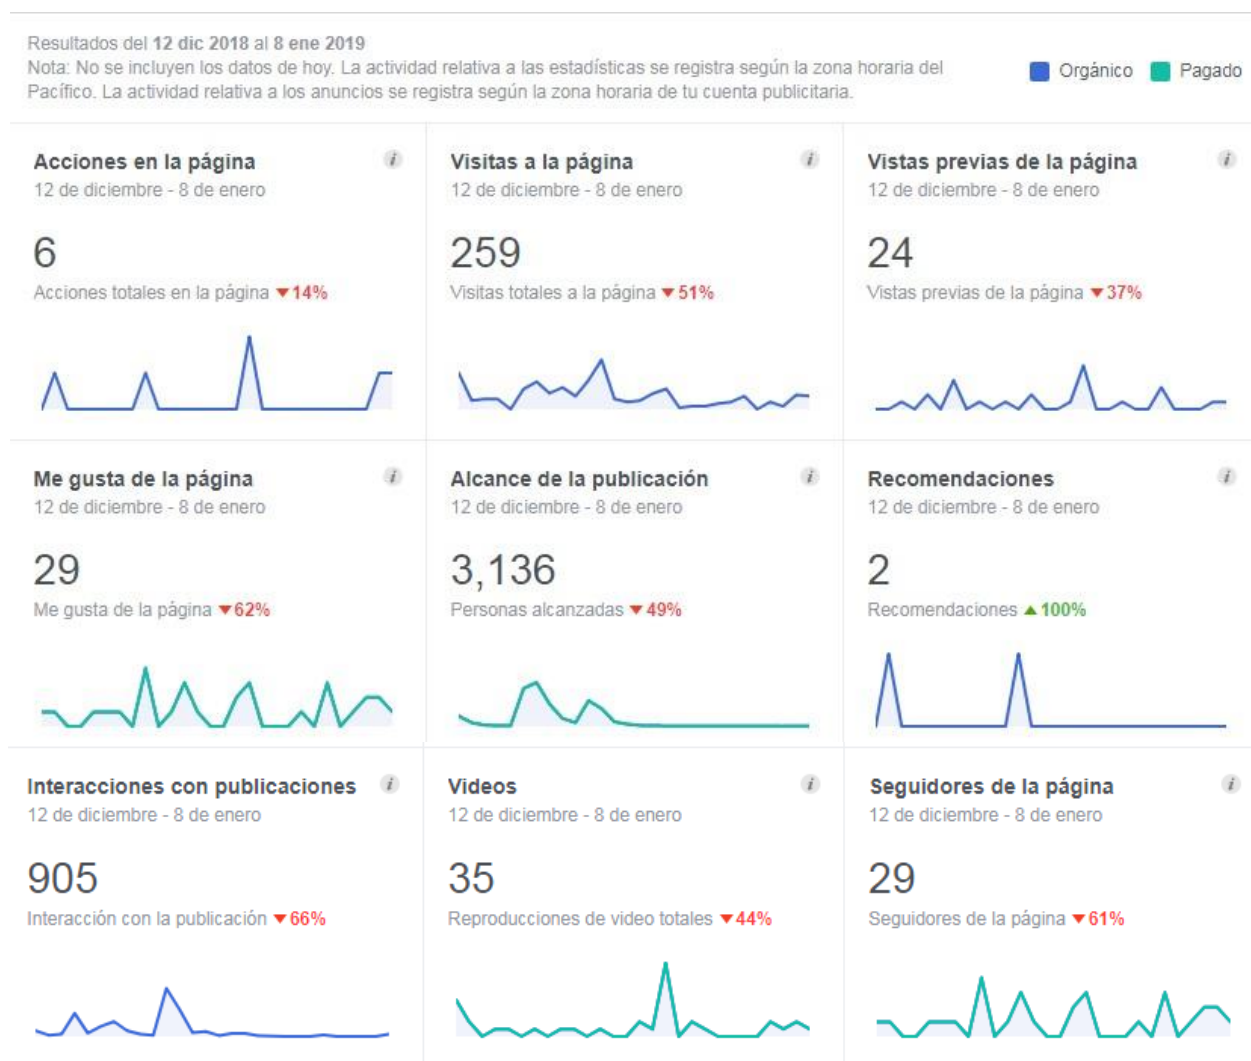 Resultados del 12 dic 2018 al 8 ene 2019
Nota: No se incluyen los datos de hoy. La actividad relativa a las estadísticas se registra según la zona horaria del
Pacífico. La actividad relativa a los anuncios se registra según la zona horaria de tu cuenta publicitaria.
Orgánico Pagado
Acciones en la página
12 de diciembre - 8 de enero
6
Acciones totales en la página ▼14%
Visitas a la página
12 de diciembre - 8 de enero
259
Visitas totales a la página ▼51%
Vistas previas de la página
12 de diciembre - 8 de enero
24
Vistas previas de la página ▼37%
Me gusta de la página
12 de diciembre - 8 de enero
29
Me gusta de la página ▼62%
Alcance de la publicación
12 de diciembre - 8 de enero
3,136
Personas alcanzadas ▼49%
Recomendaciones
12 de diciembre - 8 de enero
2
Recomendaciones ▲100%
Interacciones con publicaciones
12 de diciembre - 8 de enero
905
Interacción con la publicación ▼66%
Videos
12 de diciembre - 8 de enero
35
Reproducciones de video totales ▼44%
Seguidores de la página
12 de diciembre - 8 de enero
29
Seguidores de la página ▼61%